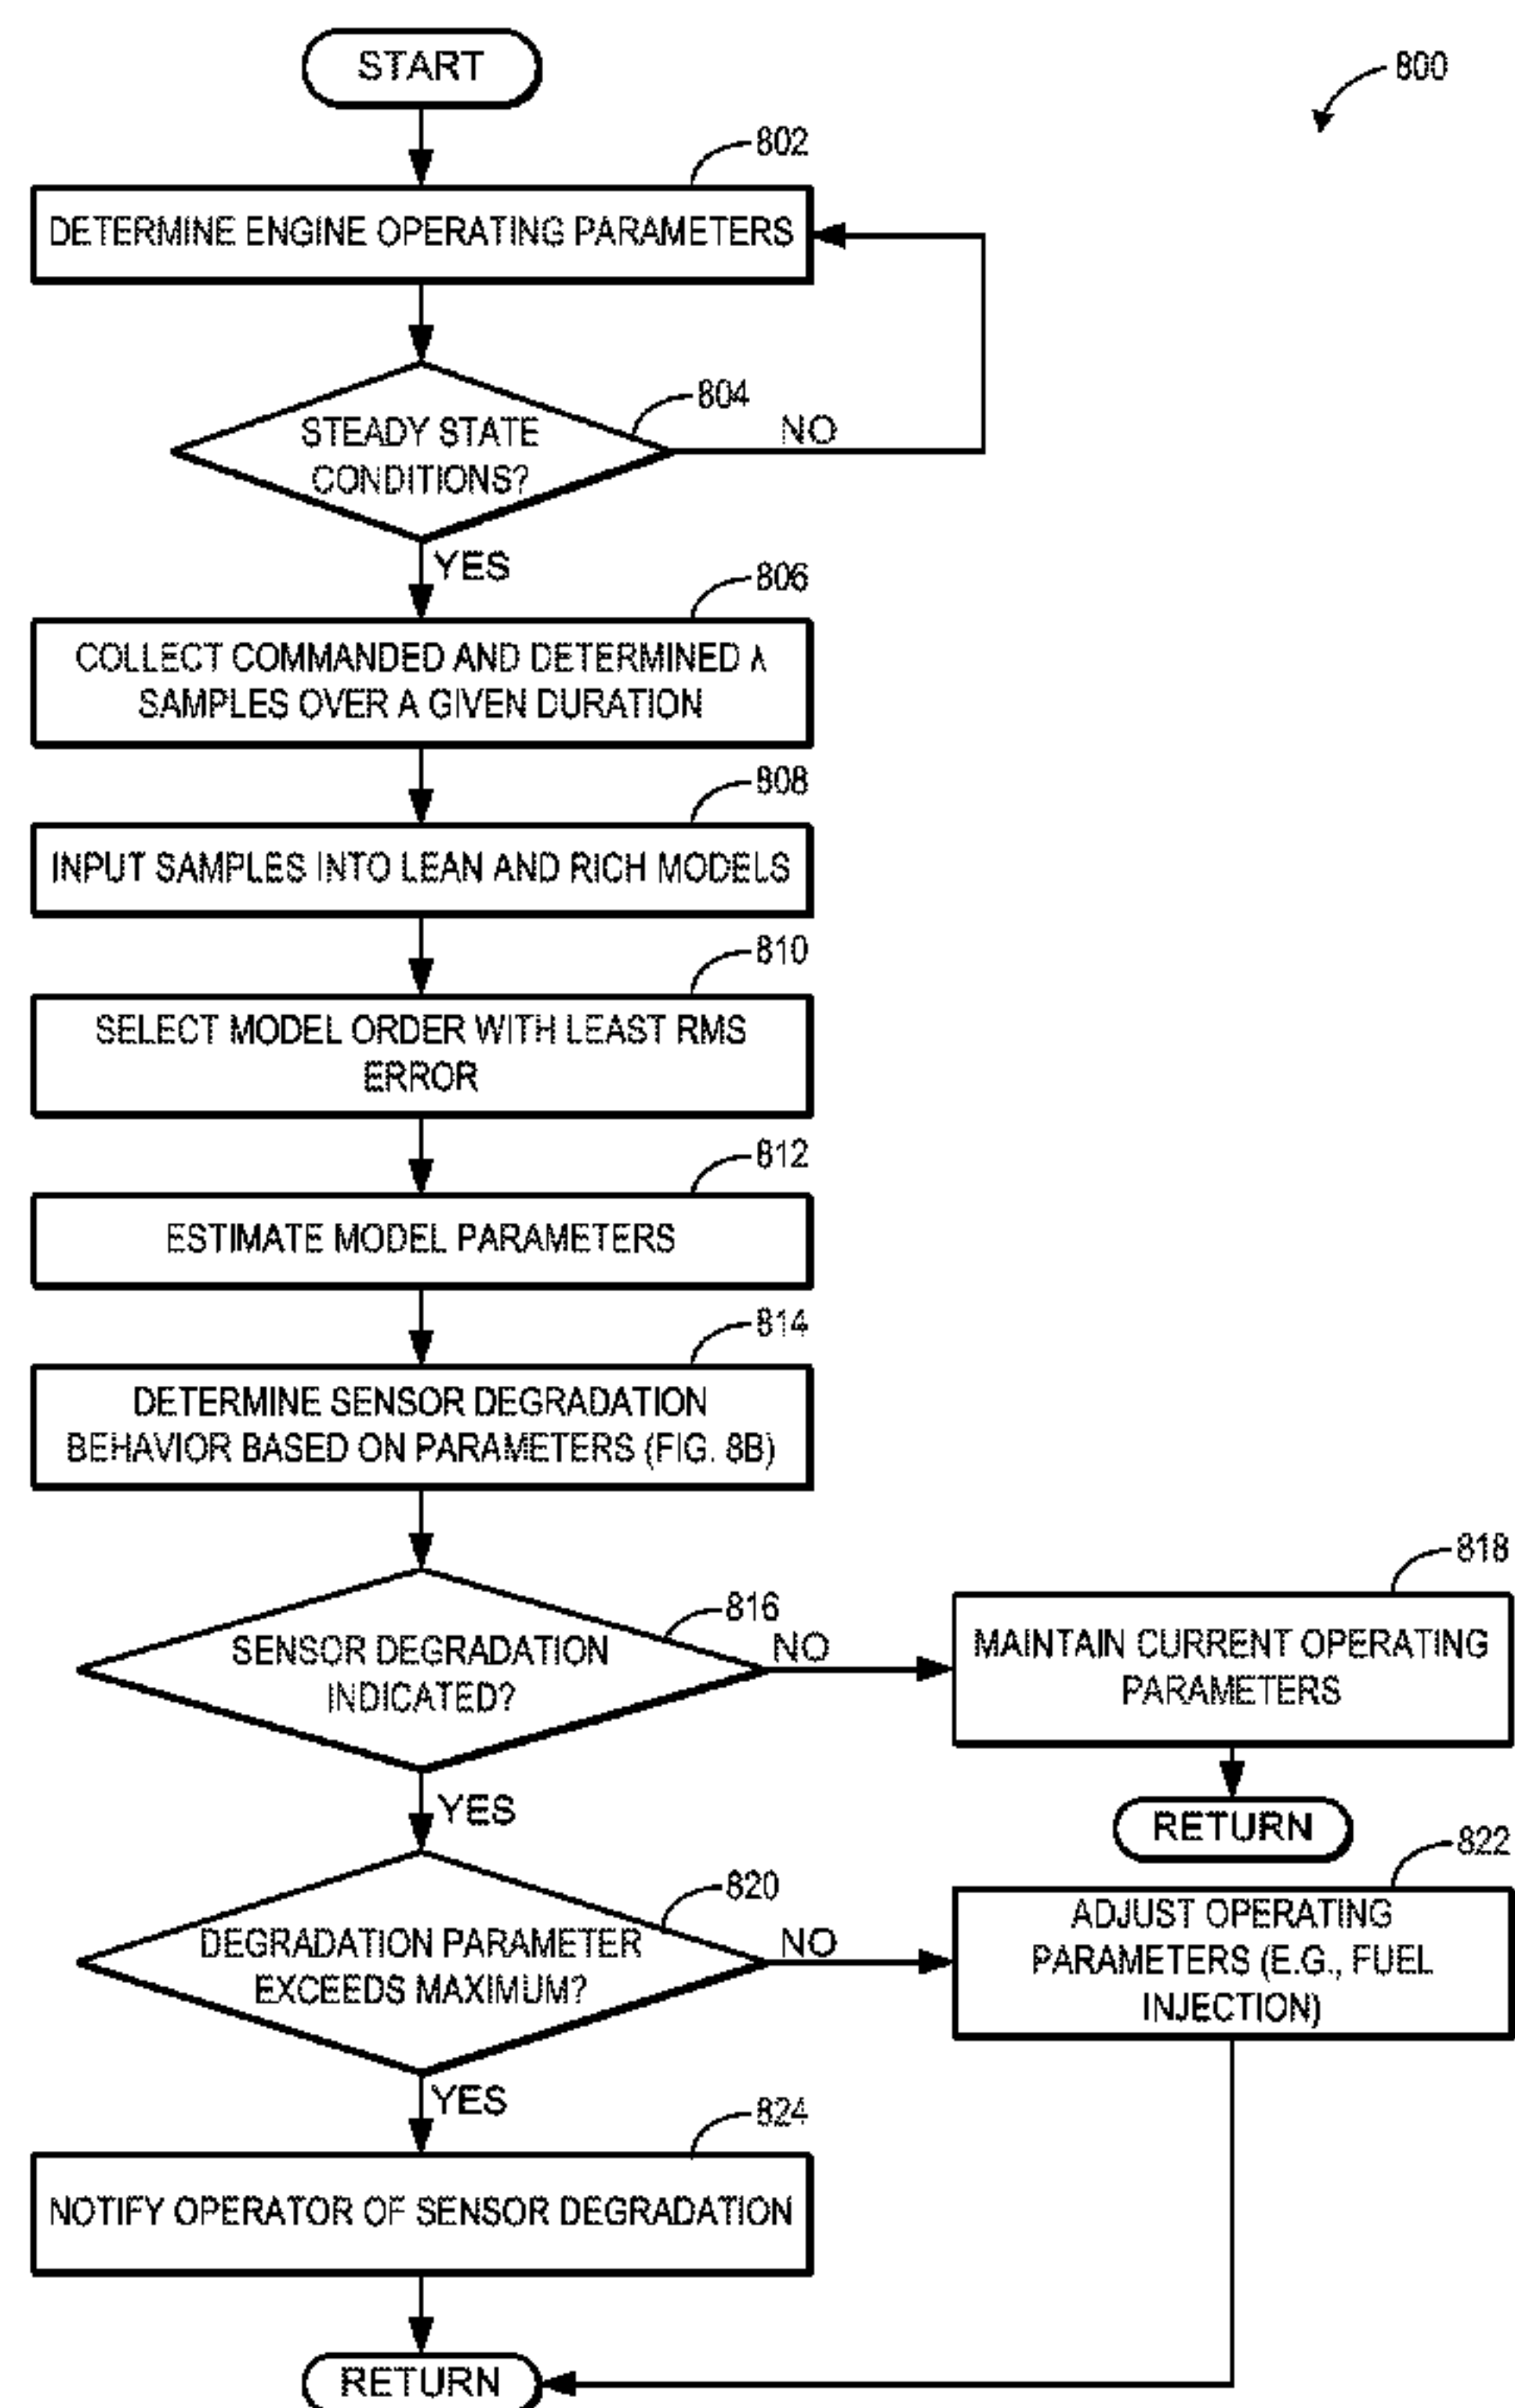 START
800
802
DETERMINE ENGINE OPERATING PARAMETERS
804
STEADY STATE
CONDITIONS?
NO
YES
806
COLLECT COMMANDED AND DETERMINED λ
SAMPLES OVER A GIVEN DURATION
808
INPUT SAMPLES INTO LEAN AND RICH MODELS
810
SELECT MODEL ORDER WITH LEAST RMS
ERROR
812
ESTIMATE MODEL PARAMETERS
814
DETERMINE SENSOR DEGRADATION
BEHAVIOR BASED ON PARAMETERS (FIG. 8B)
816
SENSOR DEGRADATION
INDICATED?
NO
818
MAINTAIN CURRENT OPERATING
PARAMETERS
RETURN
YES
820
DEGRADATION PARAMETER
EXCEEDS MAXIMUM?
NO
822
ADJUST OPERATING
PARAMETERS (E.G., FUEL
INJECTION)
YES
824
NOTIFY OPERATOR OF SENSOR DEGRADATION
RETURN